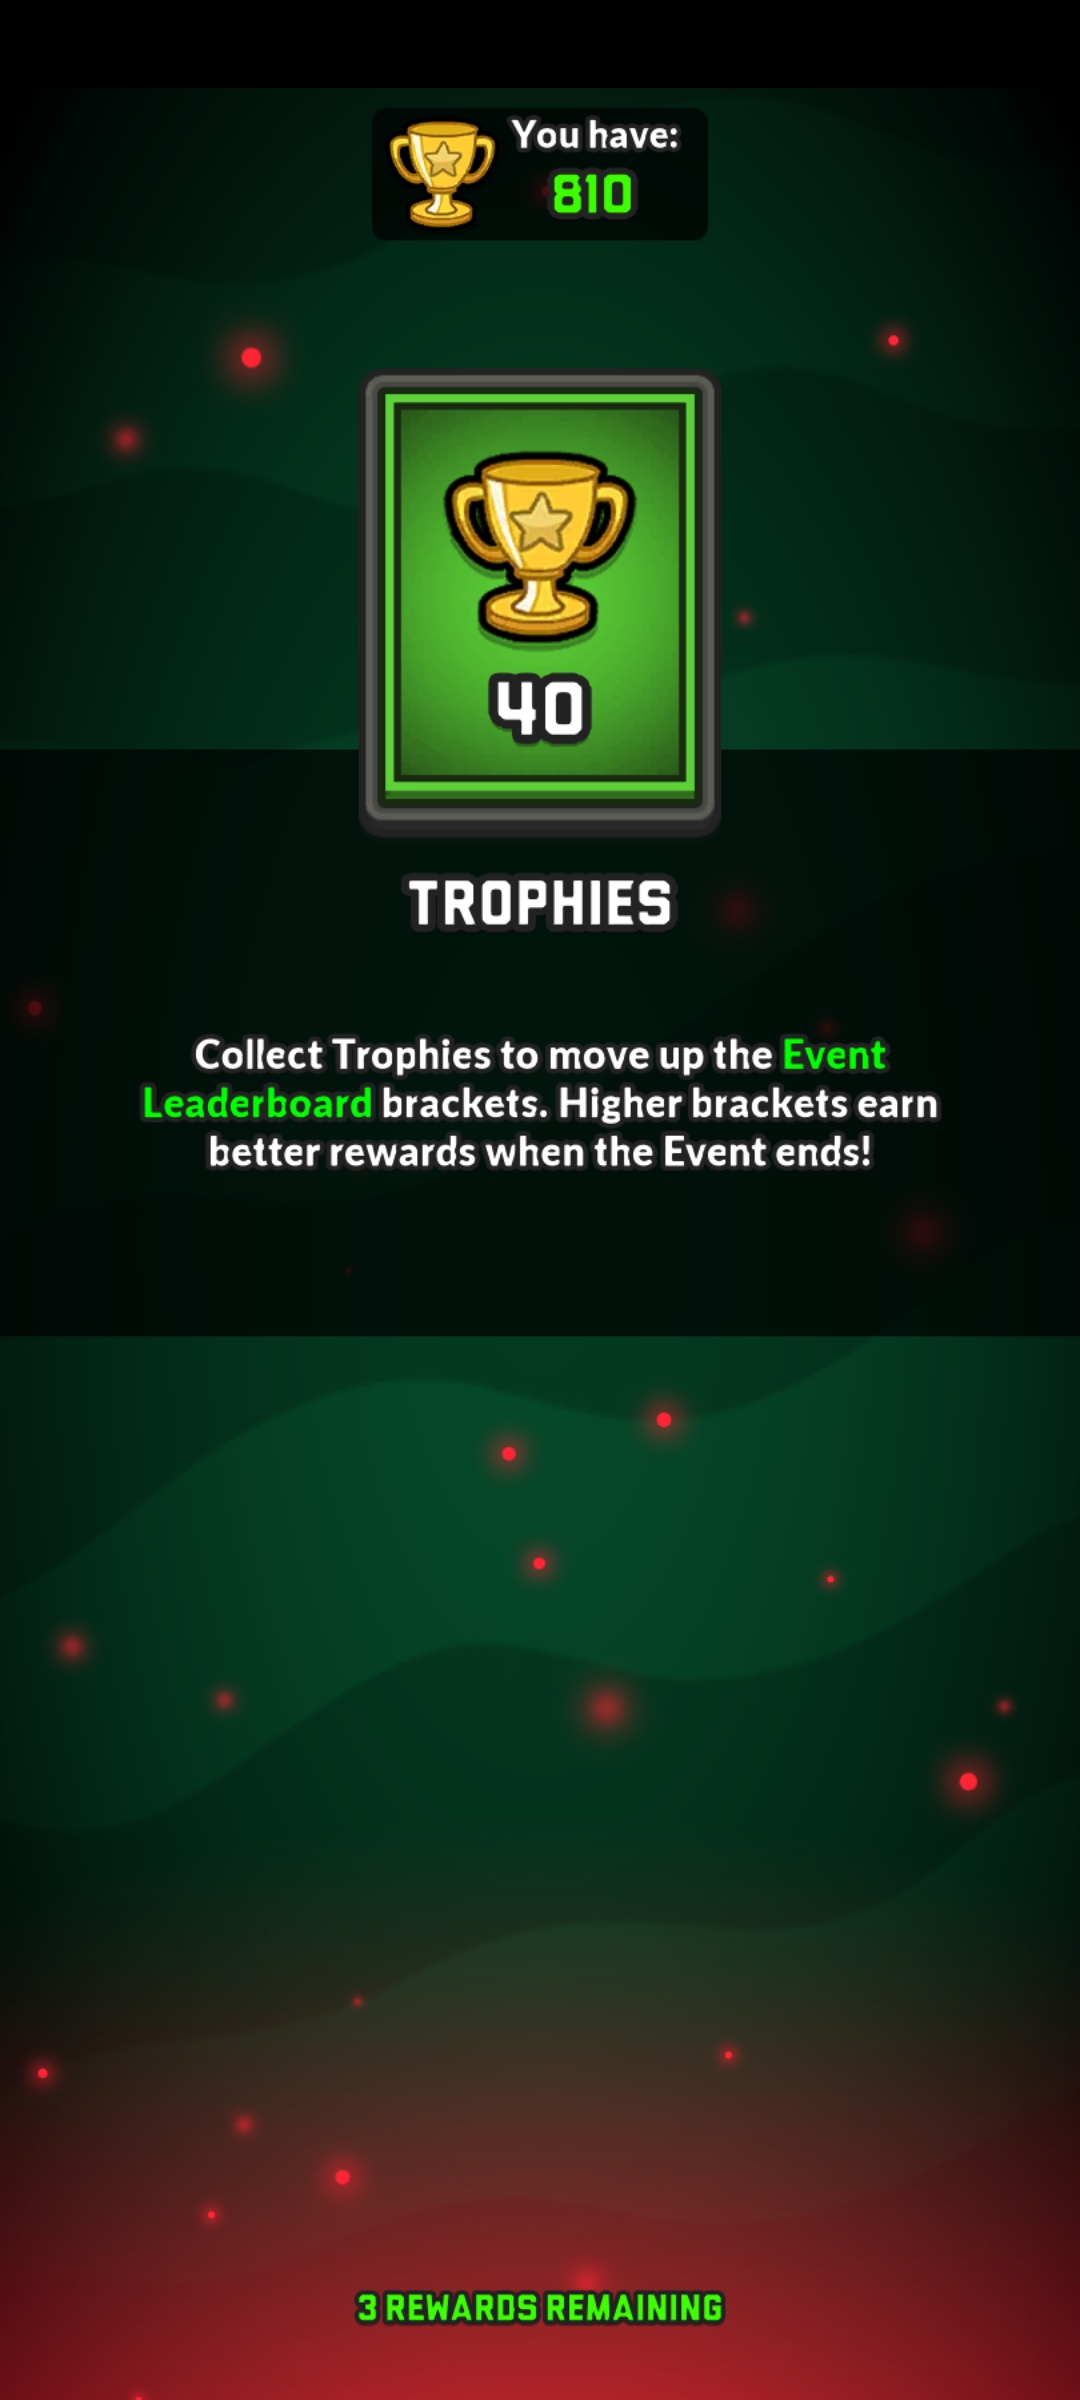 You have:
810
40
TROPHIES
Collect Trophies to move up the Event
Leaderboard brackets. Higher brackets earn
better rewards when the Event ends!
3 REWARDS REMAINING